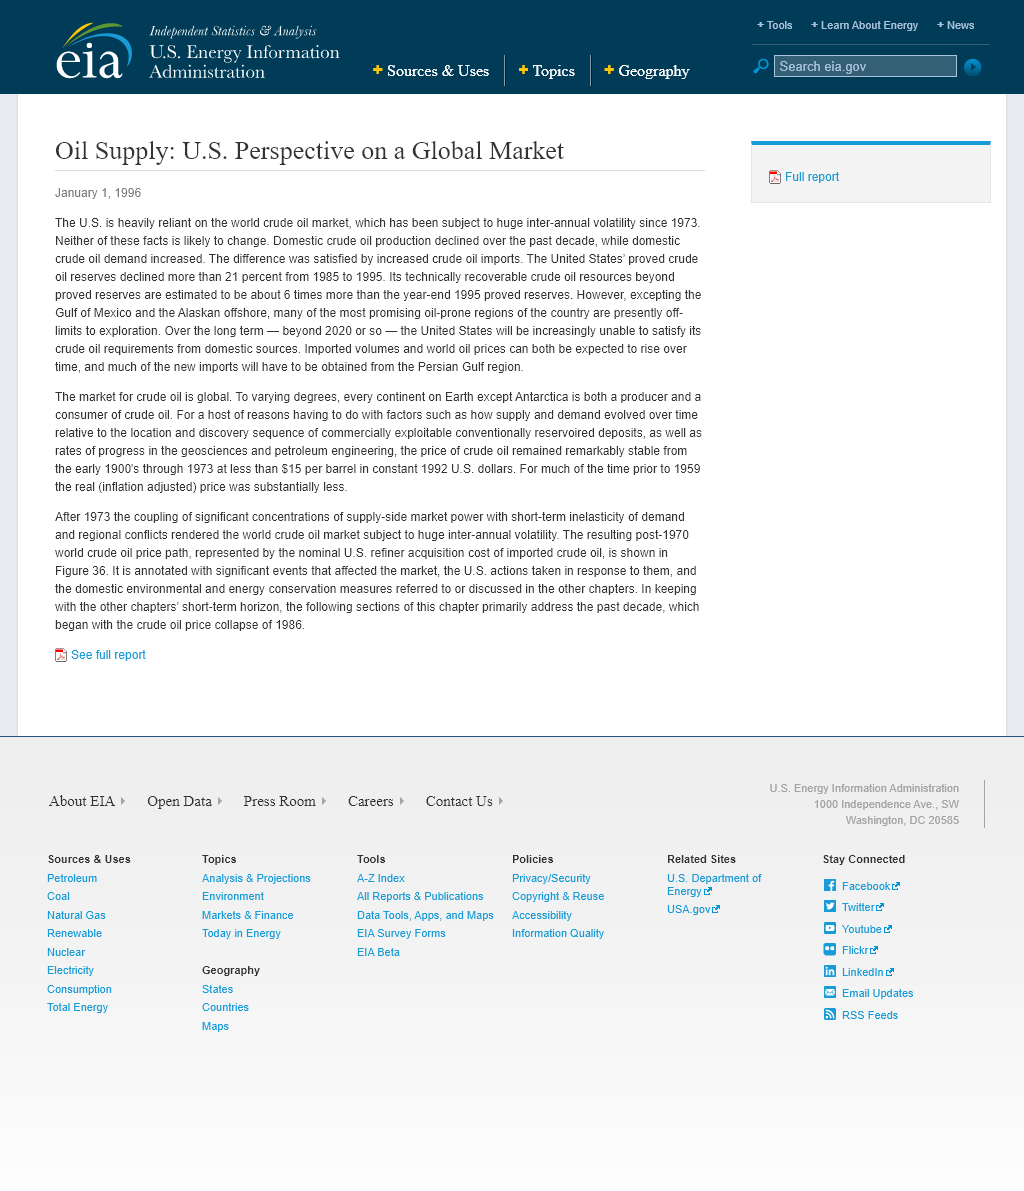 Independent Statistics & Analysis
U.S. Energy Information
Administration
eia
Sources & Uses
Topics
Geography
+ Tools
+ Learn About Energy
+ News
Search eia.gov
Oil Supply: U.S. Perspective on a Global Market
January 1, 1996
The U.S. is heavily reliant on the world crude oil market, which has been subject to huge inter-annual volatility since 1973.
Neither of these facts is likely to change. Domestic crude oil production declined over the past decade, while domestic
crude oil demand increased. The difference was satisfied by increased crude oil imports. The United States' proved crude
oil reserves declined more than 21 percent from 1985 to 1995. Its technically recoverable crude oil resources beyond
proved reserves are estimated to be about 6 times more than the year-end 1995 proved reserves. However, excepting the
Gulf of Mexico and the Alaskan offshore, many of the most promising oil-prone regions of the country are presently off-
limits to exploration. Over the long term — beyond 2020 or so — the United States will be increasingly unable to satisfy its
crude oil requirements from domestic sources. Imported volumes and world oil prices can both be expected to rise over
time, and much of the new imports will have to be obtained from the Persian Gulf region.
The market for crude oil is global. To varying degrees, every continent on Earth except Antarctica is both a producer and a
consumer of crude oil. For a host of reasons having to do with factors such as how supply and demand evolved over time
relative to the location and discovery sequence of commercially exploitable conventionally reservoired deposits, as well as
rates of progress in the geosciences and petroleum engineering, the price of crude oil remained remarkably stable from
the early 1900's through 1973 at less than $15 per barrel in constant 1992 U.S. dollars. For much of the time prior to 1959
the real (inflation adjusted) price was substantially less.
After 1973 the coupling of significant concentrations of supply-side market power with short-term inelasticity of demand
and regional conflicts rendered the world crude oil market subject to huge inter-annual volatility. The resulting post-1970
world crude oil price path, represented by the nominal U.S. refiner acquisition cost of imported crude oil, is shown in
Figure 36. It is annotated with significant events that affected the market, the U.S. actions taken in response to them, and
the domestic environmental and energy conservation measures referred to or discussed in the other chapters. In keeping
with the other chapters' short-term horizon, the following sections of this chapter primarily address the past decade, which
began with the crude oil price collapse of 1986.
See full report
Full report
About EIA
Open Data
Press Room
Careers
Contact Us
U.S. Energy Information Administration
1000 Independence Ave., SW
Washington, DC 20585
Sources & Uses
Petroleum
Coal
Natural Gas
Renewable
Nuclear
Electricity
Consumption
Total Energy
Topics
Analysis & Projections
Environment
Markets & Finance
Today in Energy
Geography
States
Countries
Maps
Tools
A-Z Index
All Reports & Publications
Data Tools, Apps, and Maps
EIA Survey Forms
EIA Beta
Policies
Privacy/Security
Copyright & Reuse
Accessibility
Information Quality
Related Sites
U.S. Department of
Energy
USA.gov
Stay Connected
Facebook
Twitter
Youtube
Flickr
LinkedIn
Email Updates
RSS Feeds